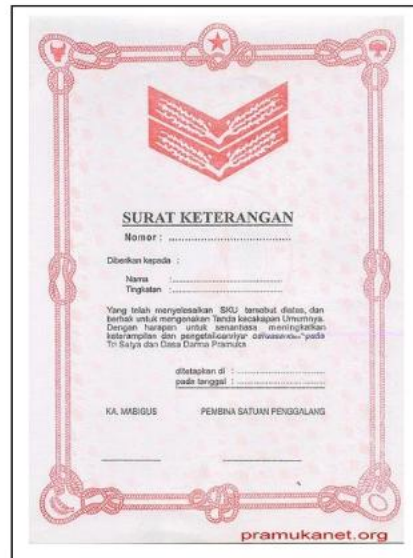 SURAT KETERANGAN
Nomor : ................................
Diberikan kepada :
Nama : ................................
Tingkatan : ................................
Yang telah menyelesaikan SKU tersebut diatas, dan
berhak untuk mengenakan Tanda kecakapan Umumnya.
Dengan harapan untuk senantiasa meningkatkan
keterampilan dan pada
Tri Satya dan Dasa Darma Pramuka
ditetapkan di : ........................
pada tanggal : ........................
KA. MABIGUS PEMBINA SATUAN PENGGALANG
pramukanet.org